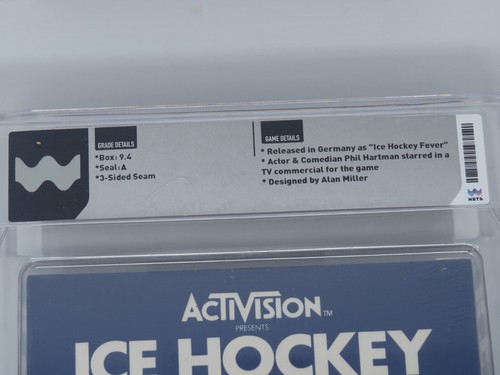 GRADE DETAILS
*Box: 9.4
*Seal: A
*3-Sided Seam
GAME DETAILS
* Released in Germany as "Ice Hockey Fever"
* Actor & Comedian Phil Hartman starred in a
TV commercial for the game
* Designed by Alan Miller
WATA
ACTIVISION™
PRESENTS
ICE HOCKEY